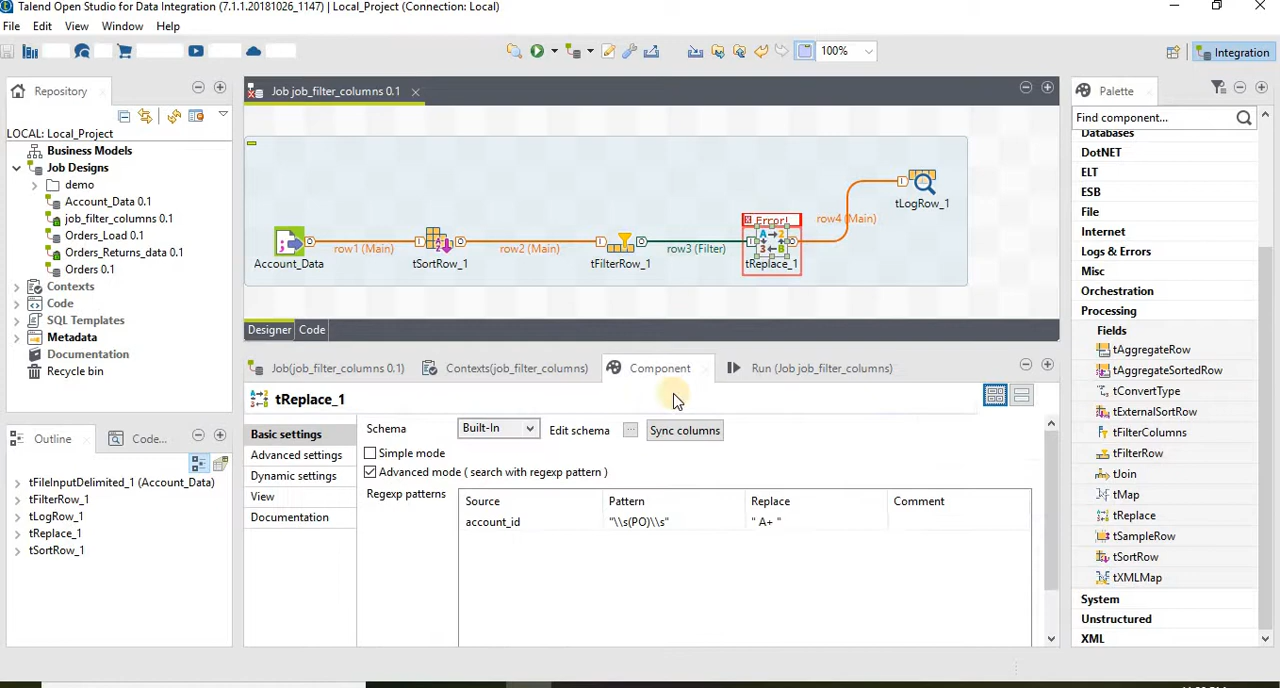 Talend Open Studio for Data Integration (7.1.1.20181026_1147) | Local_Project (Connection: Local)
File Edit View Window Help
100%
Integration
Repository
LOCAL: Local_Project
Business Models
Job Designs
demo
Account_Data 0.1
job_filter_columns 0.1
Orders_Load 0.1
Orders_Returns_data 0.1
Orders 0.1
Contexts
Code
SQL Templates
Metadata
Documentation
Recycle bin
Outline Code...
tFileInputDelimited_1 (Account_Data)
tFilterRow_1
tLogRow_1
tReplace_1
tSortRow_1
Job job_filter_columns 0.1
Account_Data
row1 (Main)
tSortRow_1
row2 (Main)
tFilterRow_1
row3 (Filter)
Error!
tReplace_1
row4 (Main)
tLogRow_1
Designer Code
Job(job_filter_columns 0.1) Contexts(job_filter_columns) Component Run (Job job_filter_columns)
tReplace_1
Basic settings
Advanced settings
Dynamic settings
View
Documentation
Schema Built-In Edit schema ... Sync columns
Simple mode
Advanced mode ( search with regexp pattern )
Regexp patterns
Source Pattern Replace Comment
account_id "\\s(PO)\\s" " A+ "
Palette
Find component...
Databases
DotNET
ELT
ESB
File
Internet
Logs & Errors
Misc
Orchestration
Processing
Fields
tAggregateRow
tAggregateSortedRow
tConvertType
tExternalSortRow
tFilterColumns
tFilterRow
tJoin
tMap
tReplace
tSampleRow
tSortRow
tXMLMap
System
Unstructured
XML